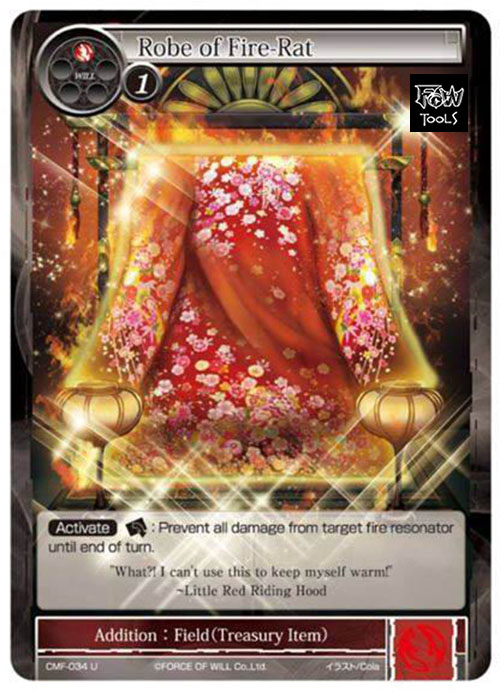 Robe of Fire-Rat
WILL
1
FOW
TOOLS
Activate : Prevent all damage from target fire resonator
until end of turn.
"What?! I can't use this to keep myself warm!"
~Little Red Riding Hood
Addition : Field(Treasury Item)
CMF-034 U ©FORCE OF WILL Co.,Ltd. イラスト/Cola